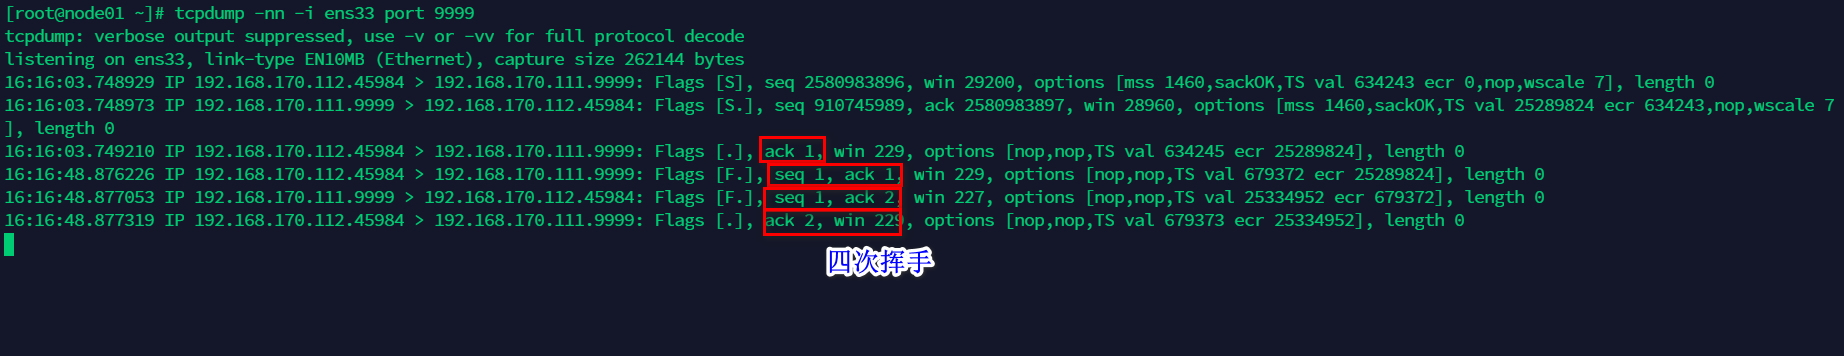 [root@node01 ~]# tcpdump -nn -i ens33 port 9999
tcpdump: verbose output suppressed, use -v or -vv for full protocol decode
listening on ens33, link-type EN10MB (Ethernet), capture size 262144 bytes
16:16:03.748929 IP 192.168.170.112.45984 > 192.168.170.111.9999: Flags [S], seq 2580983896, win 29200, options [mss 1460,sackOK,TS val 634243 ecr 0,nop,wscale 7], length 0
16:16:03.748973 IP 192.168.170.111.9999 > 192.168.170.112.45984: Flags [S.], seq 910745989, ack 2580983897, win 28960, options [mss 1460,sackOK,TS val 25289824 ecr 634243,nop,wscale 7
], length 0
16:16:03.749210 IP 192.168.170.112.45984 > 192.168.170.111.9999: Flags [.], ack 1, win 229, options [nop,nop,TS val 634245 ecr 25289824], length 0
16:16:48.876226 IP 192.168.170.112.45984 > 192.168.170.111.9999: Flags [F.], seq 1, ack 1, win 229, options [nop,nop,TS val 679372 ecr 25289824], length 0
16:16:48.877053 IP 192.168.170.111.9999 > 192.168.170.112.45984: Flags [F.], seq 1, ack 2, win 227, options [nop,nop,TS val 25334952 ecr 679372], length 0
16:16:48.877319 IP 192.168.170.112.45984 > 192.168.170.111.9999: Flags [.], ack 2, win 229, options [nop,nop,TS val 679373 ecr 25334952], length 0
四次挥手